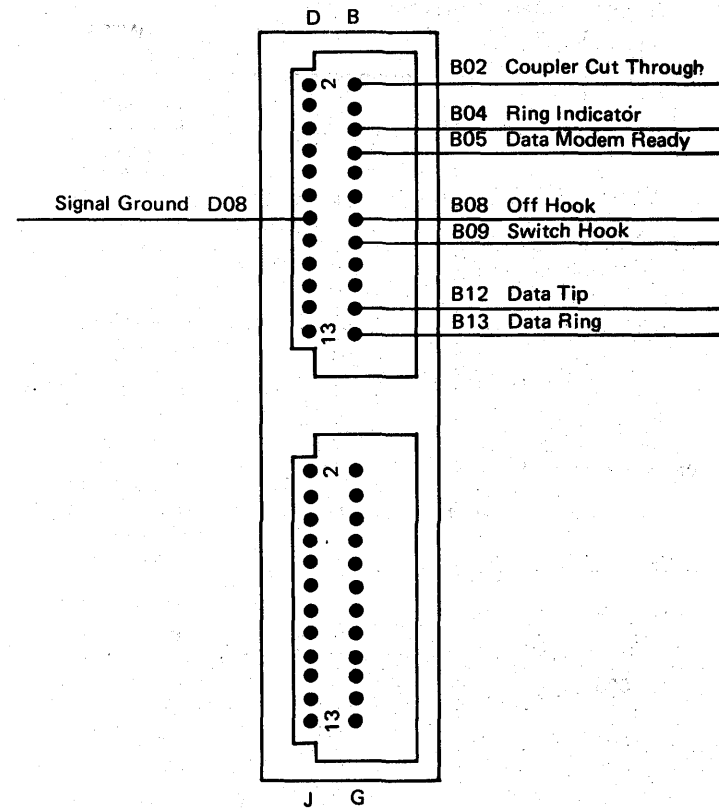 D B
2
B02 Coupler Cut Through
B04 Ring Indicator
B05 Data Modem Ready
Signal Ground D08
B08 Off Hook
B09 Switch Hook
B12 Data Tip
B13 Data Ring
13
2
13
J G